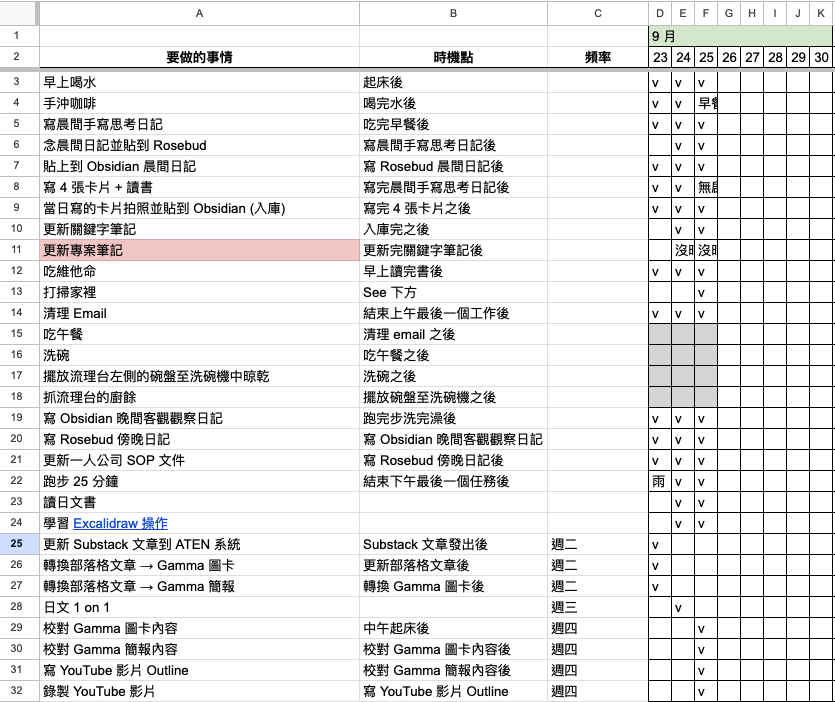 A B C D E F G H I J K
1 9 月
2 要做的事情 時機點 頻率 23 24 25 26 27 28 29 30
3 早上喝水 起床後 v v v
4 手沖咖啡 喝完水後 v v 早
5 寫晨間手寫思考日記 吃完早餐後 v v v
6 念晨間日記並貼到 Rosebud 寫晨間手寫思考日記後 v v
7 貼上到 Obsidian 晨間日記 寫 Rosebud 晨間日記後 v v v
8 寫 4 張卡片 + 讀書 寫完晨間手寫思考日記後 v v 無
9 當日寫的卡片拍照並貼到 Obsidian (入庫) 寫完 4 張卡片之後 v v v
10 更新關鍵字筆記 入庫完之後 v v
11 更新專案筆記 更新完關鍵字筆記後 沒 沒
12 吃維他命 早上讀完書後 v v v
13 打掃家裡 See 下方 v
14 清理 Email 結束上午最後一個工作後 v v v
15 吃午餐 清理 email 之後
16 洗碗 吃午餐之後
17 擺放流理台左側的碗盤至洗碗機中晾乾 洗碗之後
18 抓流理台的廚餘 擺放碗盤至洗碗機之後
19 寫 Obsidian 晚間客觀觀察日記 跑完步洗完澡後 v v v
20 寫 Rosebud 傍晚日記 寫 Obsidian 晚間客觀觀察日記 v v v
21 更新一人公司 SOP 文件 寫 Rosebud 傍晚日記後 v v v
22 跑步 25 分鐘 結束下午最後一個任務後 雨 v v
23 讀日文書 v v
24 學習 Excalidraw 操作 v v
25 更新 Substack 文章到 ATEN 系統 Substack 文章發出後 週二 v
26 轉換部落格文章 → Gamma 圖卡 更新部落格文章後 週二 v
27 轉換部落格文章 → Gamma 簡報 轉換 Gamma 圖卡後 週二 v
28 日文 1 on 1 週三 v
29 校對 Gamma 圖卡內容 中午起床後 週四 v
30 校對 Gamma 簡報內容 校對 Gamma 圖卡內容後 週四 v
31 寫 YouTube 影片 Outline 校對 Gamma 簡報內容後 週四 v
32 錄製 YouTube 影片 寫 YouTube 影片 Outline 週四 v